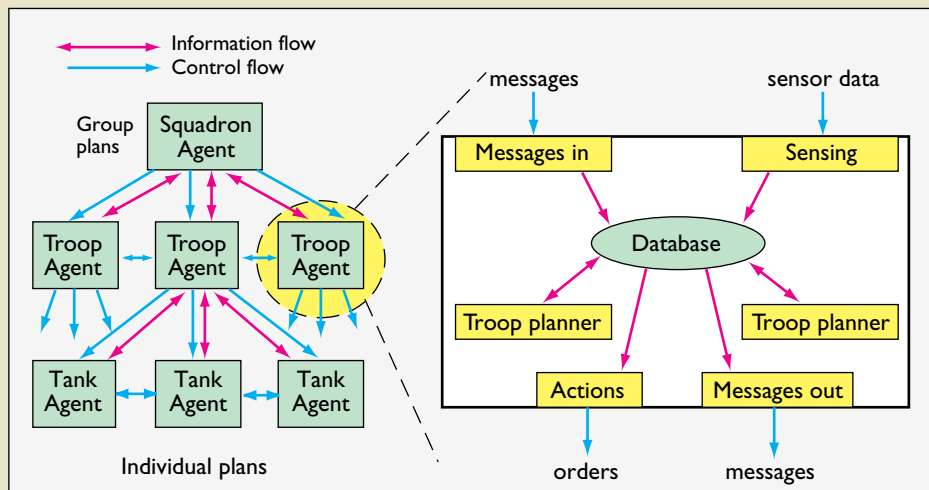 Information flow
Control flow
Group
plans
Squadron
Agent
Troop
Agent
Troop
Agent
Troop
Agent
Tank
Agent
Tank
Agent
Tank
Agent
Individual plans
messages
sensor data
Messages in
Sensing
Database
Troop planner
Troop planner
Actions
Messages out
orders
messages